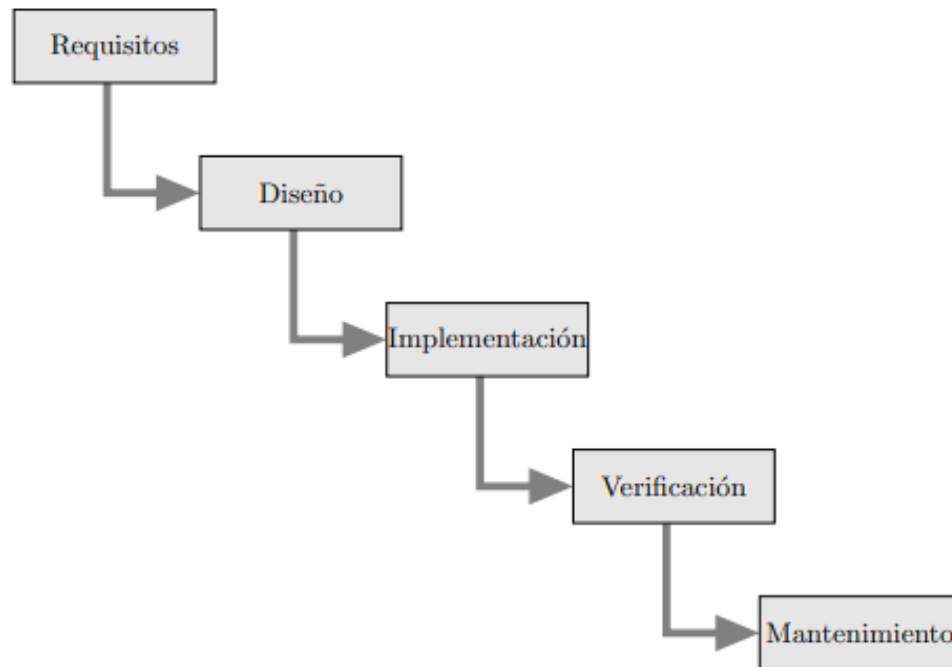 Requisitos
Diseño
Implementación
Verificación
Mantenimiento